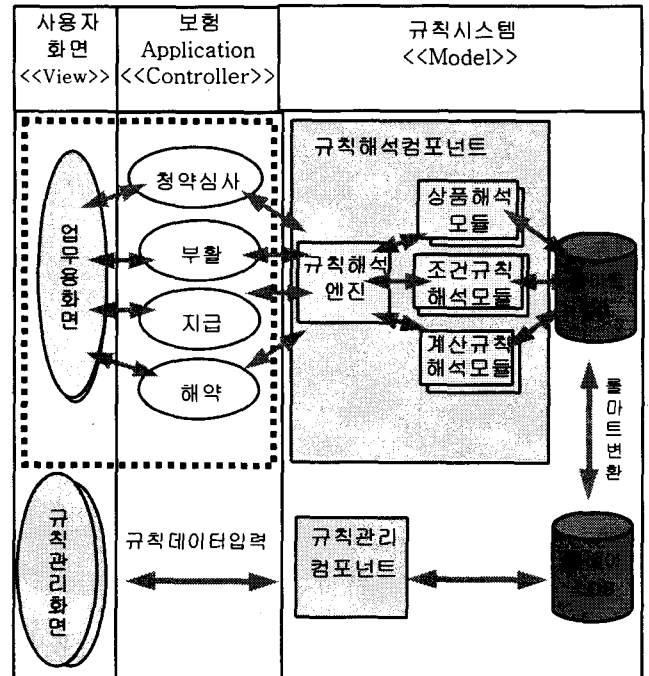 사용자
화면
<<View>>
보험
Application
<<Controller>>
규칙시스템
<<Model>>
업무용화면
청약심사
부활
지급
해약
규칙해석컴포넌트
규칙해석
엔진
상품해석
모듈
조건규칙
해석모듈
계산규칙
해석모듈
룰마트변환
규칙관리화면
규칙데이터입력
규칙관리
컴포넌트